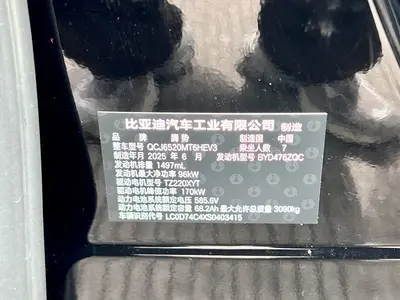 比亚迪汽车工业有限公司 制造
品牌 腾势 制造国 中国
整车型号 QCJ6520MT6HEV3 乘坐人数 7
制造年月 2025 年 6 月 发动机型号 BYD476ZQC
发动机排量 1497mL
发动机最大净功率 96kW
驱动电机型号 TZ220XYT
驱动电机峰值功率 170kW
动力电池系统额定电压 585.6V
动力电池系统额定容量 68.2Ah 最大允许总质量 3090kg
车辆识别代号 LC0D74C4XS0403415